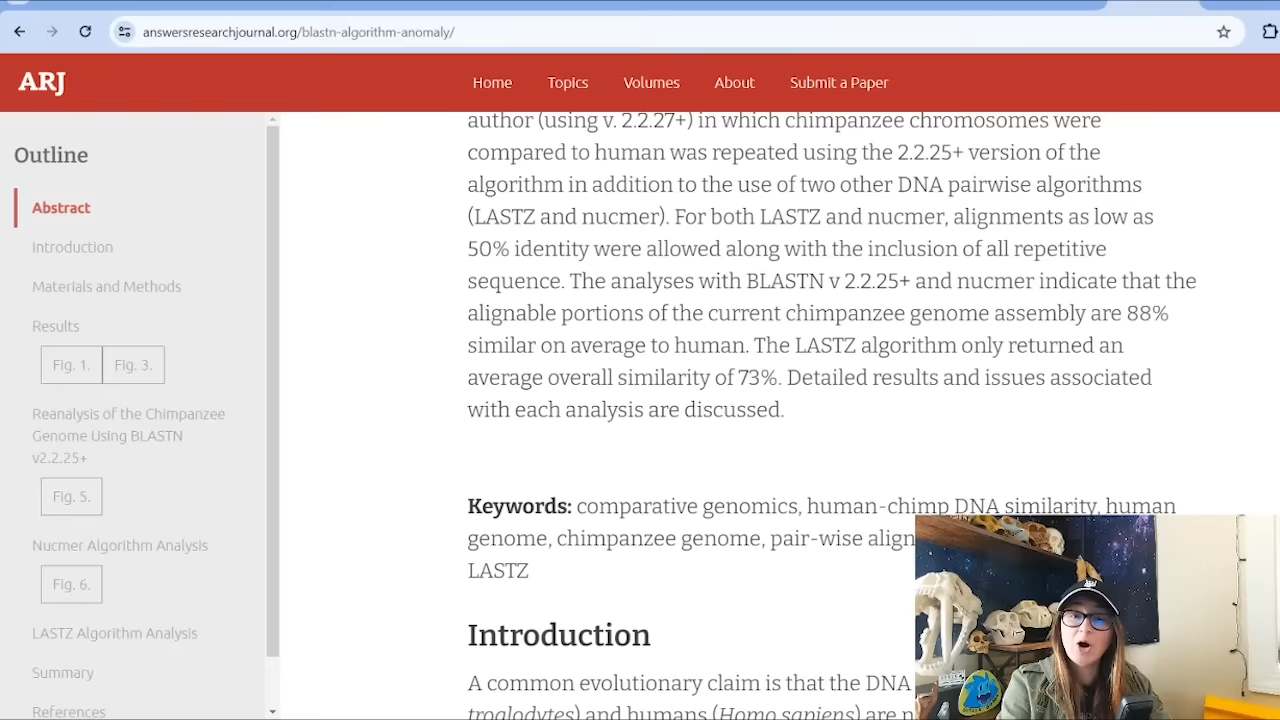 answersresearchjournal.org/blastn-algorithm-anomaly/
ARJ
Home Topics Volumes About Submit a Paper
Outline
Abstract
Introduction
Materials and Methods
Results
Fig. 1. Fig. 3.
Reanalysis of the Chimpanzee
Genome Using BLASTN
v2.2.25+
Fig. 5.
Nucmer Algorithm Analysis
Fig. 6.
LASTZ Algorithm Analysis
Summary
References
author (using v. 2.2.27+) in which chimpanzee chromosomes were
compared to human was repeated using the 2.2.25+ version of the
algorithm in addition to the use of two other DNA pairwise algorithms
(LASTZ and nucmer). For both LASTZ and nucmer, alignments as low as
50% identity were allowed along with the inclusion of all repetitive
sequence. The analyses with BLASTN v 2.2.25+ and nucmer indicate that the
alignable portions of the current chimpanzee genome assembly are 88%
similar on average to human. The LASTZ algorithm only returned an
average overall similarity of 73%. Detailed results and issues associated
with each analysis are discussed.
Keywords: comparative genomics, human-chimp DNA similarity, human
genome, chimpanzee genome, pair-wise align
LASTZ
Introduction
A common evolutionary claim is that the DNA
troglodytes) and humans (Homo sapiens) are n